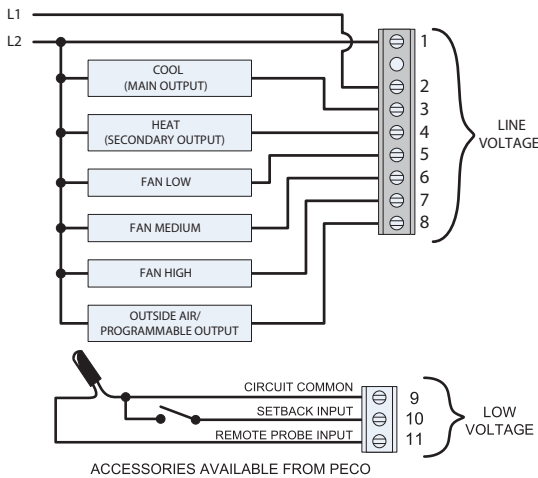 L1
L2
1
COOL
(MAIN OUTPUT)
2
3
HEAT
(SECONDARY OUTPUT)
4
LINE
VOLTAGE
5
FAN LOW
6
FAN MEDIUM
7
8
FAN HIGH
OUTSIDE AIR/
PROGRAMMABLE OUTPUT
CIRCUIT COMMON
9
SETBACK INPUT
10
LOW
VOLTAGE
REMOTE PROBE INPUT
11
ACCESSORIES AVAILABLE FROM PECO